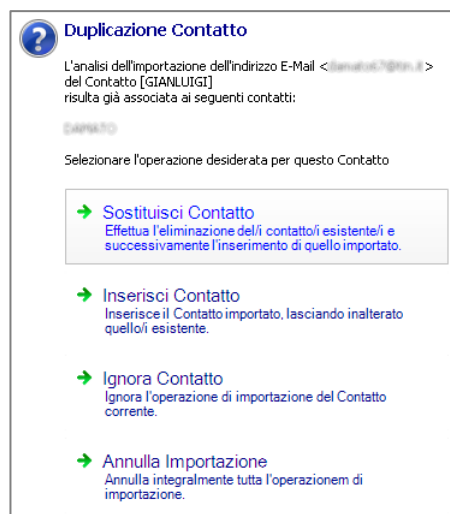 Duplicazione Contatto
L'analisi dell'importazione dell'indirizzo E-Mail < >
del Contatto [GIANLUIGI]
risulta già associata ai seguenti contatti:
Selezionare l'operazione desiderata per questo Contatto
Sostituisci Contatto
Effettua l'eliminazione del/i contatto/i esistente/i e
successivamente l'inserimento di quello importato.
Inserisci Contatto
Inserisce il Contatto importato, lasciando inalterato
quello/i esistente.
Ignora Contatto
Ignora l'operazione di importazione del Contatto
corrente.
Annulla Importazione
Annulla integralmente tutta l'operazionem di
importazione.